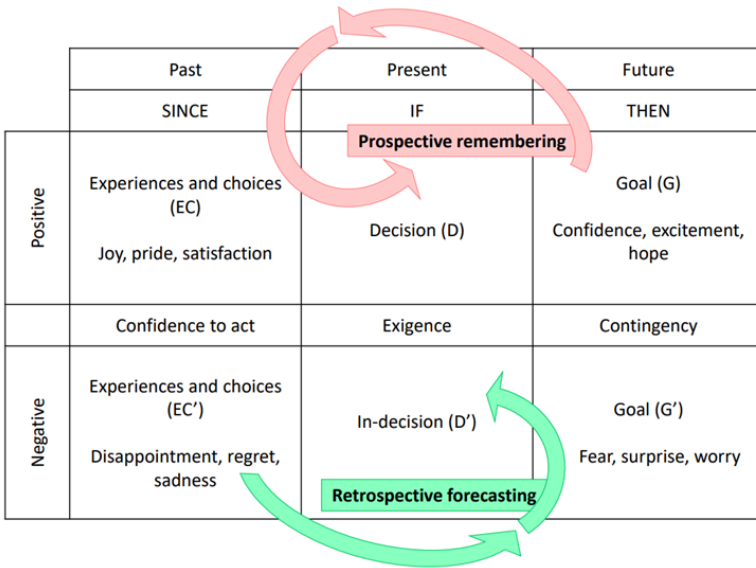 Past
Present
Future
SINCE
IF
THEN
Prospective remembering
Positive
Experiences and choices
(EC)
Joy, pride, satisfaction
Decision (D)
Goal (G)
Confidence, excitement,
hope
Confidence to act
Exigence
Contingency
Negative
Experiences and choices
(EC’)
Disappointment, regret,
sadness
In-decision (D’)
Goal (G’)
Fear, surprise, worry
Retrospective forecasting